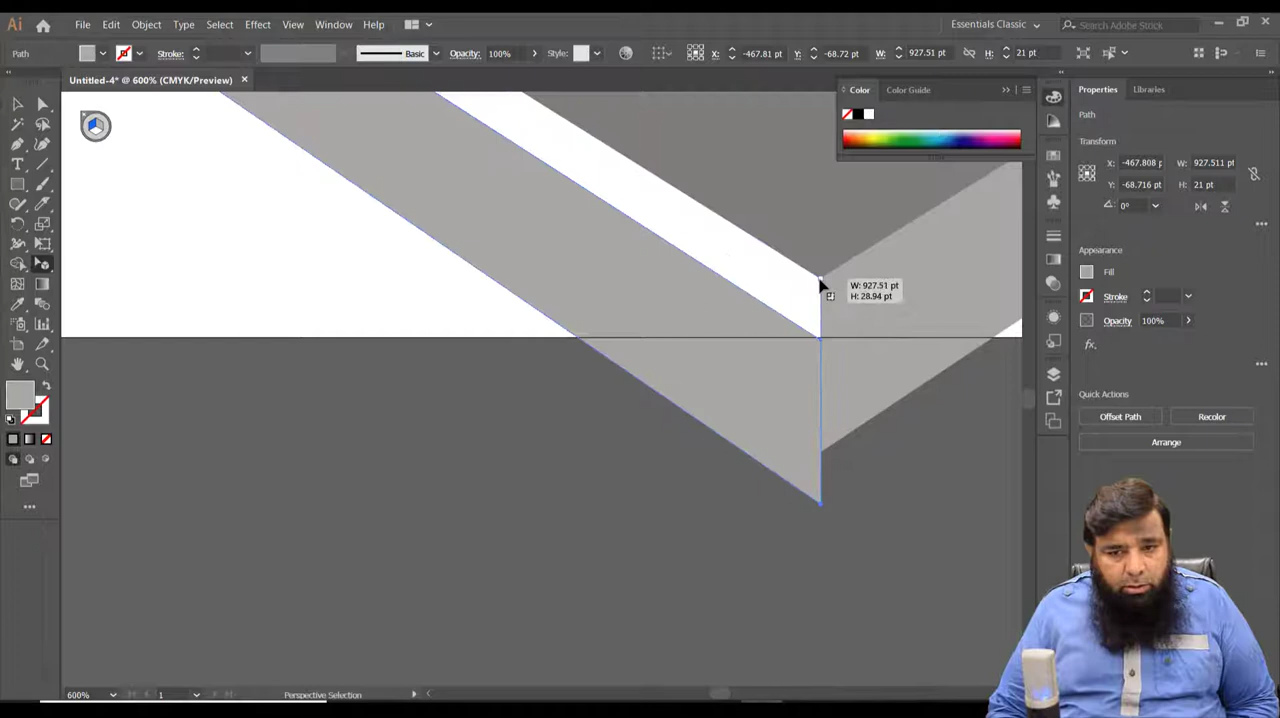 Ai File Edit Object Type Select Effect View Window Help Essentials Classic Search Adobe Stock
Path Stroke: Basic Opacity: 100% Style: X: -467.81 pt Y: -68.72 pt W: 927.51 pt H: 21 pt
Untitled-4* @ 600% (CMYK/Preview) ×
Color Color Guide
Properties Libraries
Path
Transform
X: -467.808 p W: 927.511 pt
Y: -68.716 pt H: 21 pt
0°
Appearance
Fill
Stroke
Opacity 100%
fx.
Quick Actions
Offset Path Recolor
Arrange
W: 927.51 pt
H: 28.94 pt
600% 1 Perspective Selection